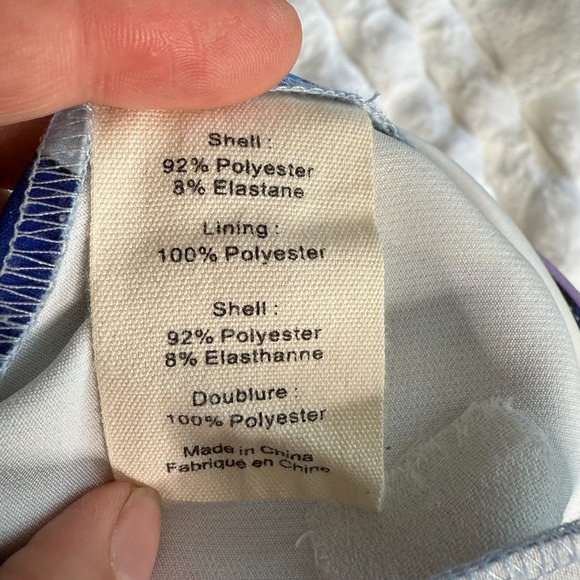 Shell :
92% Polyester
8% Elastane
Lining :
100% Polyester
Shell :
92% Polyester
8% Elasthanne
Doublure :
100% Polyester
Made in China
Fabrique en Chine